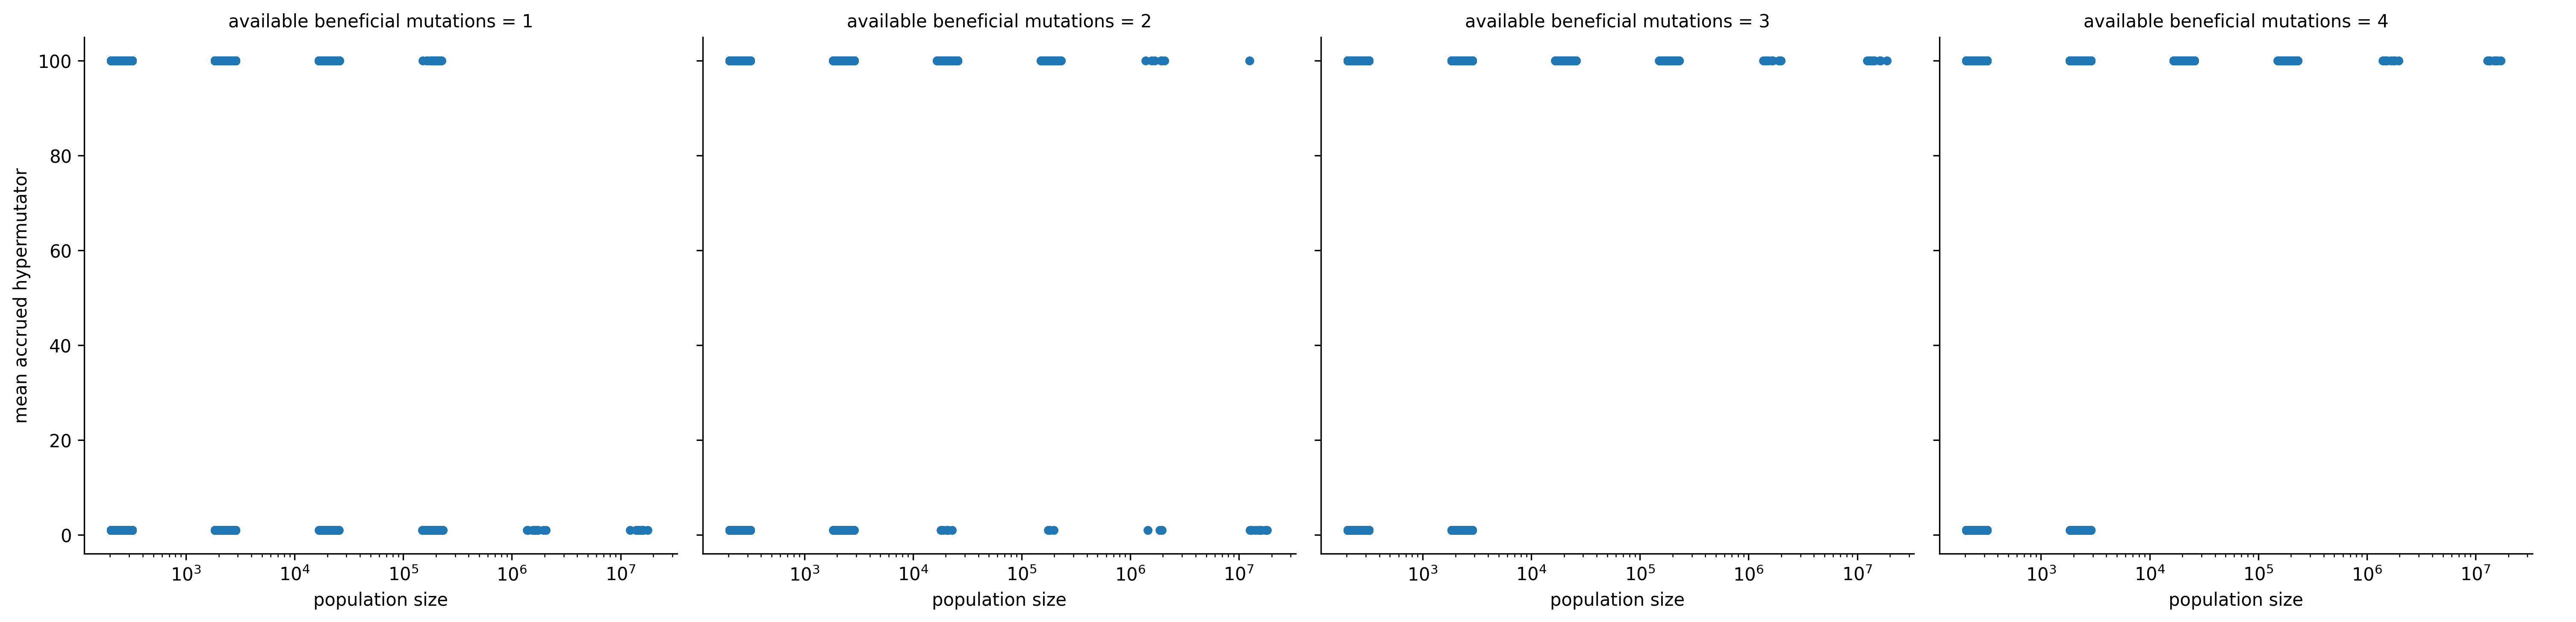 available beneficial mutations = 1
available beneficial mutations = 2
available beneficial mutations = 3
available beneficial mutations = 4
mean accrued hypermutator
100
80
60
40
20
0
10³ 10⁴ 10⁵ 10⁶ 10⁷
10³ 10⁴ 10⁵ 10⁶ 10⁷
10³ 10⁴ 10⁵ 10⁶ 10⁷
10³ 10⁴ 10⁵ 10⁶ 10⁷
population size
population size
population size
population size